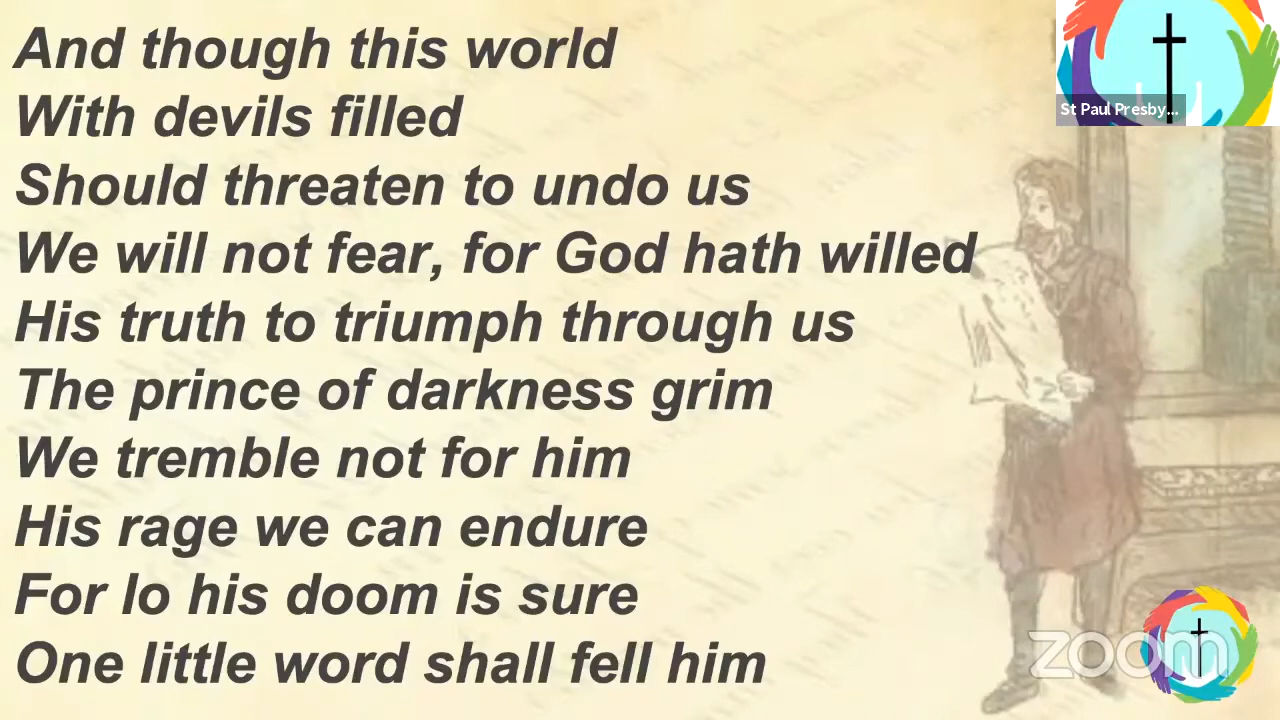 And though this world
With devils filled
Should threaten to undo us
We will not fear, for God hath willed
His truth to triumph through us
The prince of darkness grim
We tremble not for him
His rage we can endure
For lo his doom is sure
One little word shall fell him
St Paul Presby...
zoom